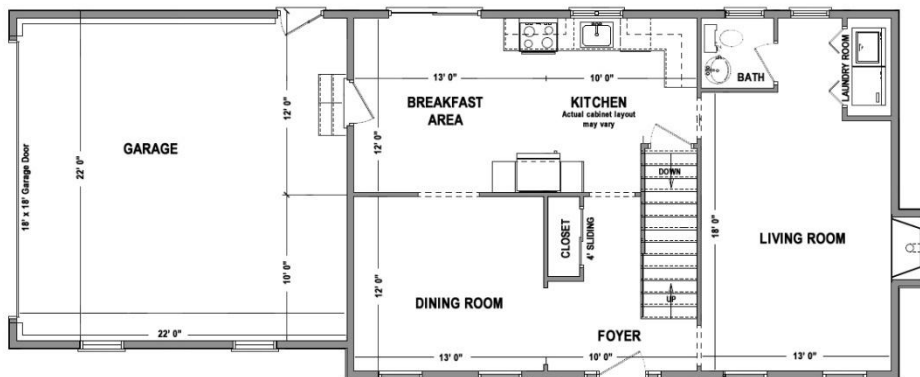 12' 0"
22' 0"
18' x 18' Garage Door
GARAGE
10' 0"
22' 0"
13' 0"
10' 0"
BREAKFAST
AREA
KITCHEN
Actual cabinet layout
may vary
12' 0"
BATH
LAUNDRY ROOM
DOWN
UP
18' 0"
LIVING ROOM
13' 0"
CLOSET
4' SLIDING
12' 0"
DINING ROOM
13' 0"
FOYER
10' 0"